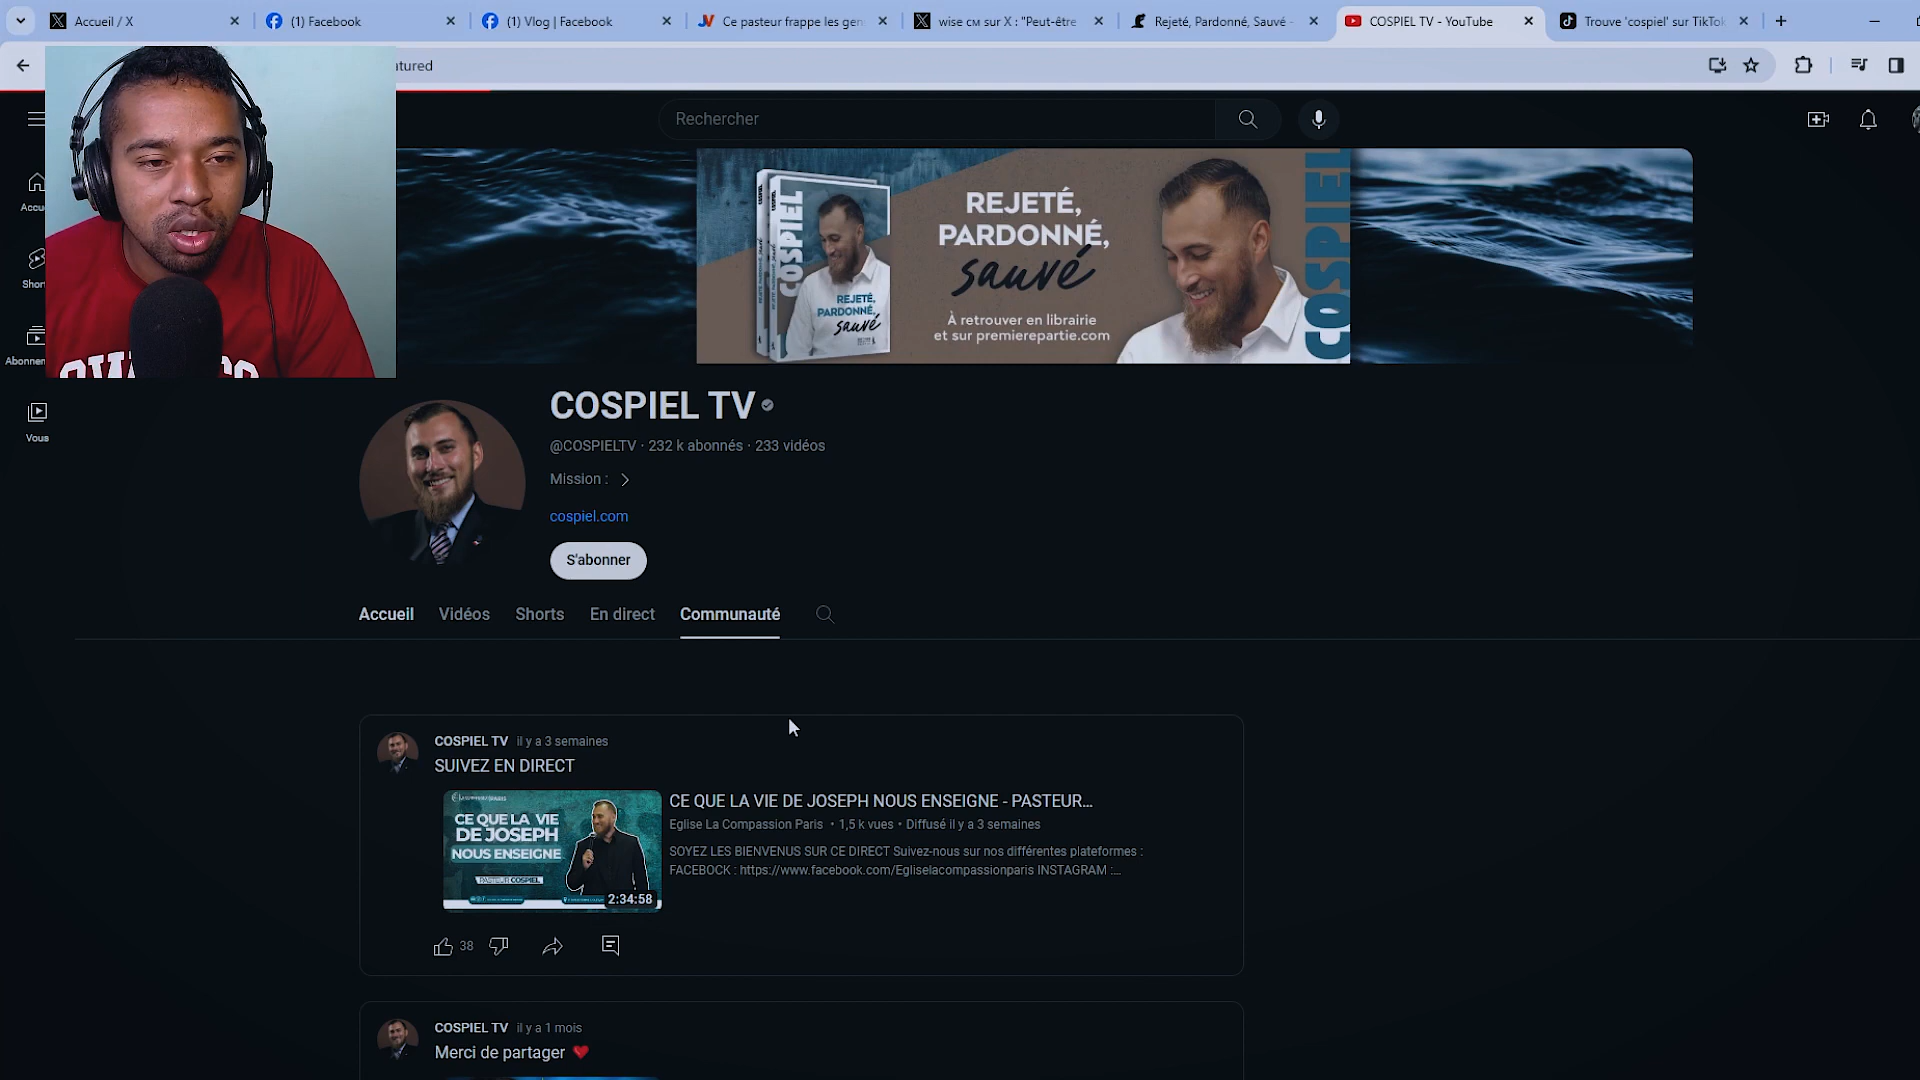 Accueil / X
(1) Facebook
(1) Vlog | Facebook
Ce pasteur frappe les gen
wise см sur X : "Peut-être
Rejeté, Pardonné, Sauvé -
COSPIEL TV - YouTube
Trouve 'cospiel' sur TikTok
atured
Rechercher
Accu
Shor
Abonnem
Vous
COSPIEL
REJETÉ,
PARDONNÉ,
sauvé
REJETÉ,
PARDONNÉ,
sauvé
À retrouver en librairie
et sur premierepartie.com
COSPIEL
COSPIEL TV
@COSPIELTV · 232 k abonnés · 233 vidéos
Mission :
cospiel.com
S'abonner
Accueil
Vidéos
Shorts
En direct
Communauté
COSPIEL TV il y a 3 semaines
SUIVEZ EN DIRECT
CE QUE LA VIE
DE JOSEPH
NOUS ENSEIGNE
PASTEUR COSPIEL
2:34:58
CE QUE LA VIE DE JOSEPH NOUS ENSEIGNE - PASTEUR...
Eglise La Compassion Paris • 1,5 k vues • Diffusé il y a 3 semaines
SOYEZ LES BIENVENUS SUR CE DIRECT Suivez-nous sur nos différentes plateformes :
FACEBOCK : https://www.facebook.com/Egliselacompassionparis INSTAGRAM :...
38
COSPIEL TV il y a 1 mois
Merci de partager